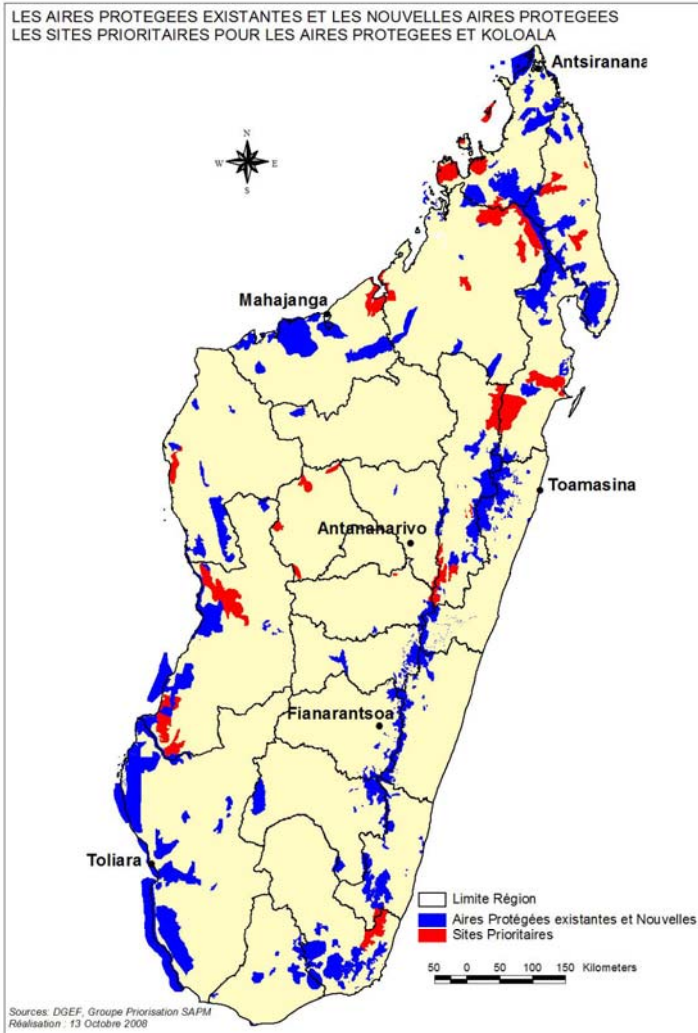 LES AIRES PROTEGEES EXISTANTES ET LES NOUVELLES AIRES PROTEGEES
LES SITES PRIORITAIRES POUR LES AIRES PROTEGEES ET KOLOALA
Antsiranana
N
W E
S
Mahajanga
Toamasina
Antananarivo
Fianarantsoa
Toliara
Limite Région
Aires Protégées existantes et Nouvelles
Sites Prioritaires
50 0 50 100 150 Kilometers
Sources: DGEF, Groupe Priorisation SAPM
Réalisation : 13 Octobre 2008